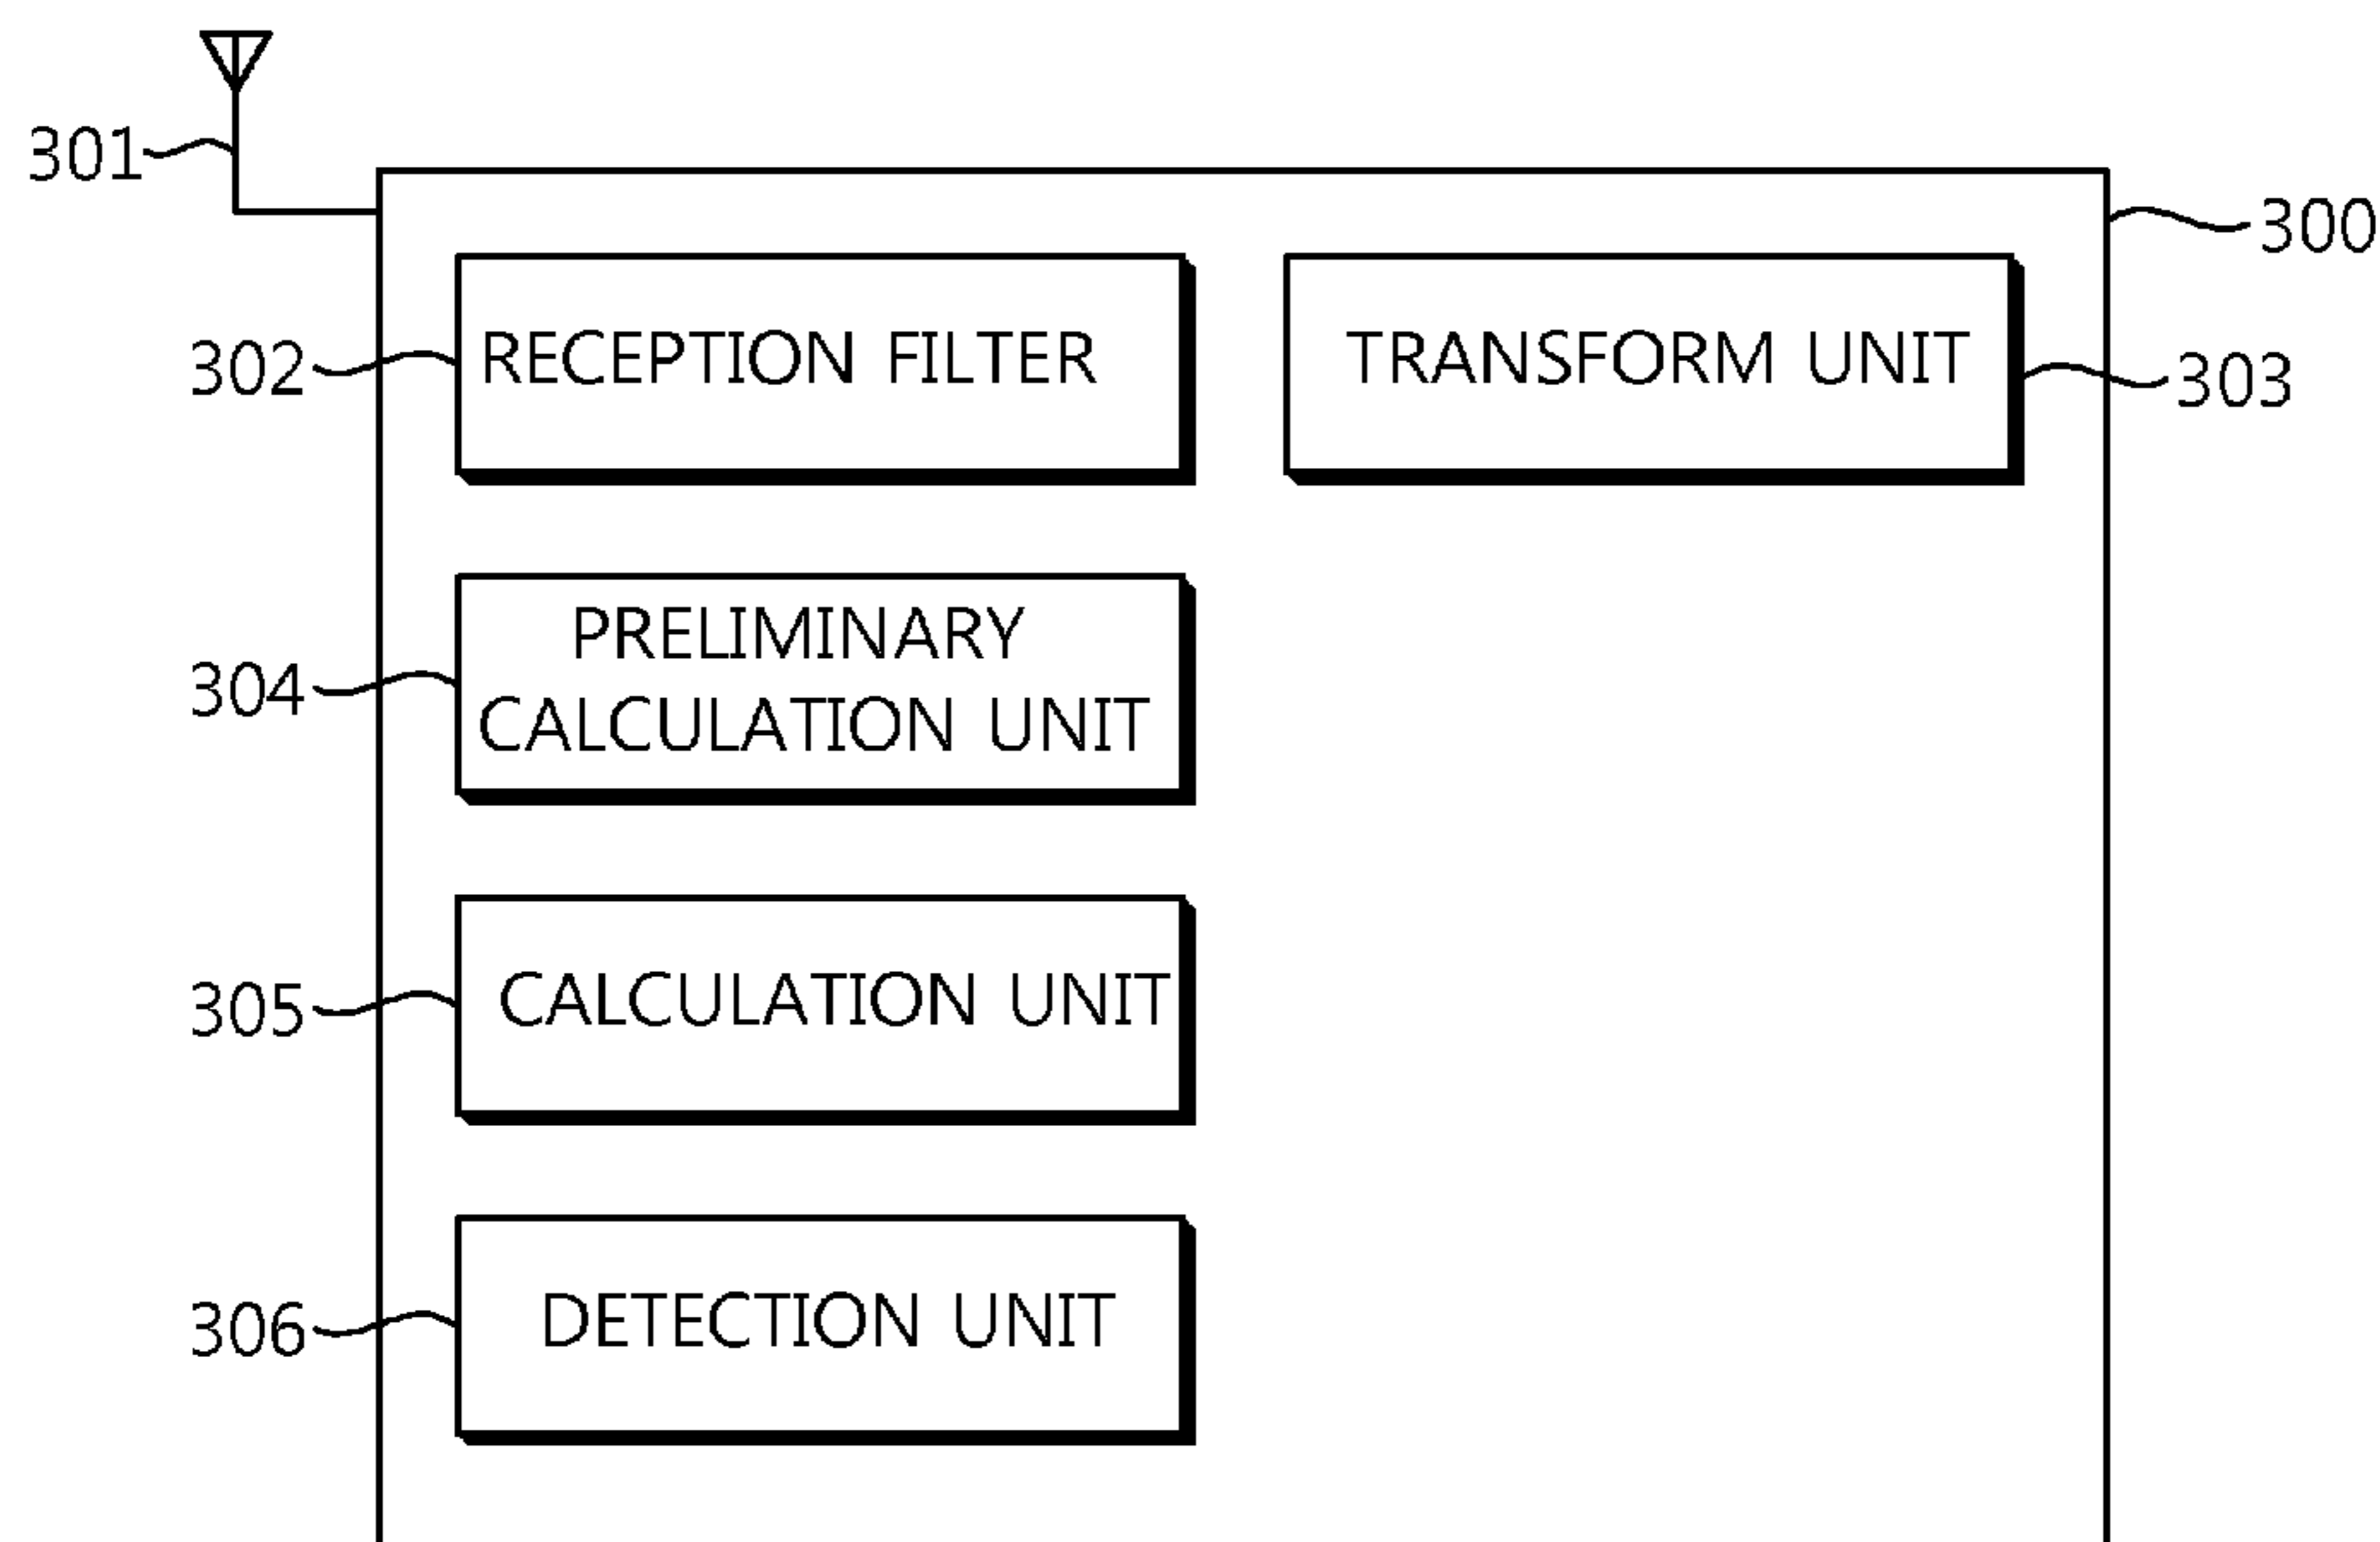 301
300
302
RECEPTION FILTER
TRANSFORM UNIT
303
304
PRELIMINARY
CALCULATION UNIT
305
CALCULATION UNIT
306
DETECTION UNIT